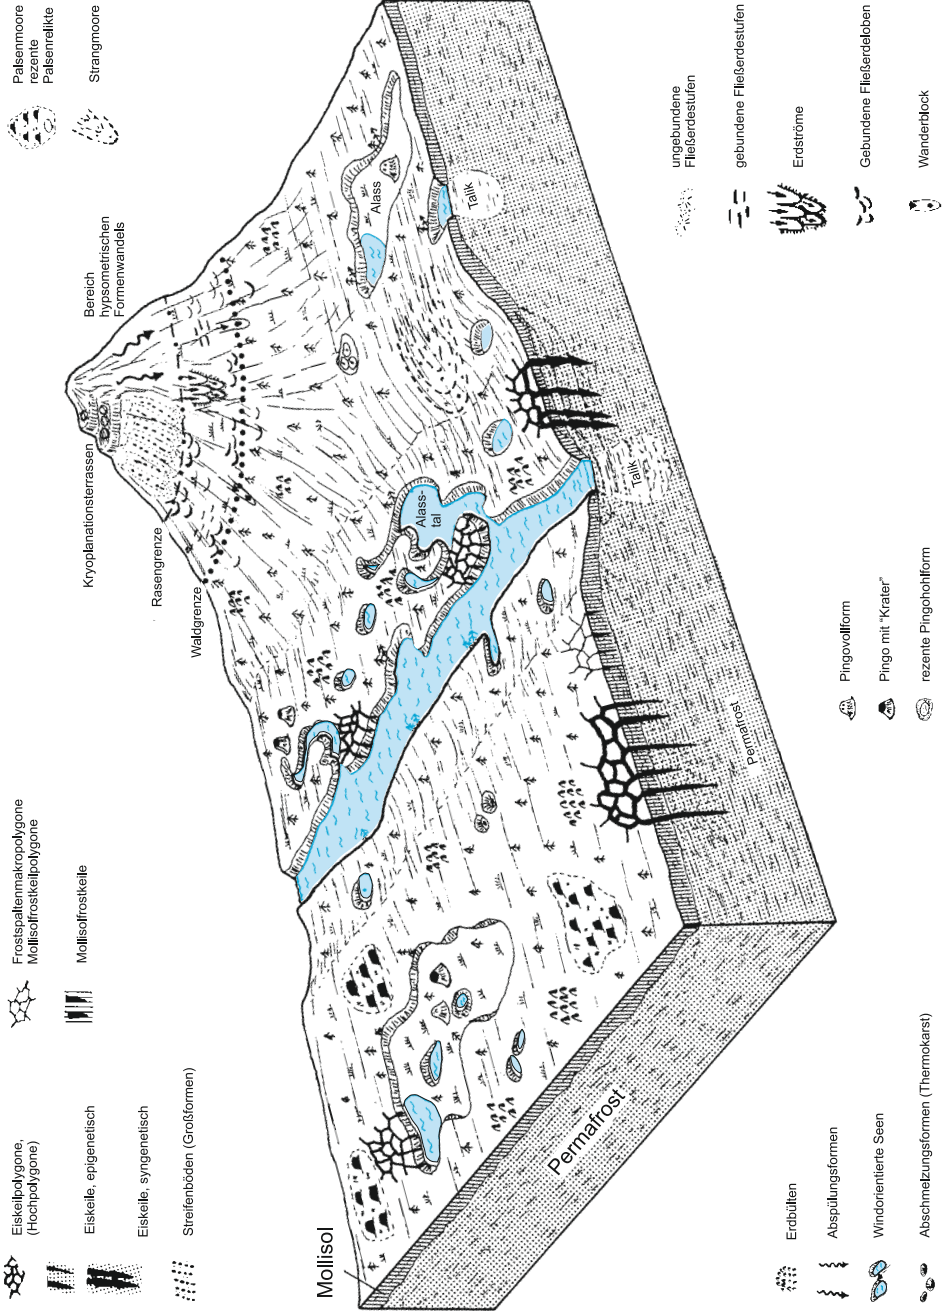 Palsenmoore
rezente
Palsenrelikte
Strangmoore
Bereich
hypsometrischen
Formenwandels
Kryoplanationsterrassen
Rasengrenze
Waldgrenze
Alass
Talik
Alass-
tal
Talik
Permafrost
Permafrost
Mollisol
Frostspaltenmakropolygone
Mollisolfrostkeilpolygone
Mollisolfrostkeile
Eiskeilpolygone,
(Hochpolygone)
Eiskeile, epigenetisch
Eiskeile, syngenetisch
Streifenböden (Großformen)
ungebundene
Fließerdestufen
gebundene Fließerdestufen
Erdströme
Gebundene Fließerdeloben
Wanderblock
Pingovollform
Pingo mit "Krater"
rezente Pingohohlform
Erdbülten
Abspülungsformen
Windorientierte Seen
Abschmelzungsformen (Thermokarst)